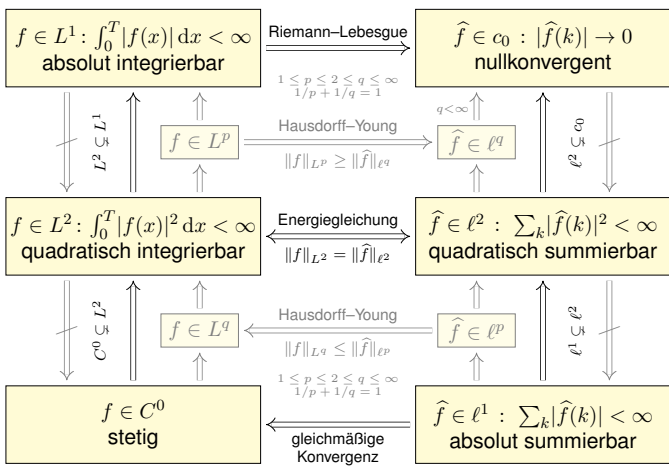 f ∈ L¹ : ∫₀ᵀ|f(x)| dx < ∞
absolut integrierbar
Riemann–Lebesgue
f̂ ∈ c₀ : |f̂(k)| → 0
nullkonvergent
1 ≤ p ≤ 2 ≤ q ≤ ∞
1/p + 1/q = 1
L² ⊊ L¹
f ∈ Lᵖ
Hausdorff–Young
‖f‖_{Lᵖ} ≥ ‖f̂‖_{ℓ^q}
q<∞
f̂ ∈ ℓ^q
ℓ² ⊊ c₀
f ∈ L² : ∫₀ᵀ|f(x)|² dx < ∞
quadratisch integrierbar
Energiegleichung
‖f‖_{L²} = ‖f̂‖_{ℓ²}
f̂ ∈ ℓ² : ∑ₖ|f̂(k)|² < ∞
quadratisch summierbar
C⁰ ⊊ L²
f ∈ L^q
Hausdorff–Young
‖f‖_{L^q} ≤ ‖f̂‖_{ℓᵖ}
f̂ ∈ ℓᵖ
ℓ¹ ⊊ ℓ²
1 ≤ p ≤ 2 ≤ q ≤ ∞
1/p + 1/q = 1
f ∈ C⁰
stetig
gleichmäßige
Konvergenz
f̂ ∈ ℓ¹ : ∑ₖ|f̂(k)| < ∞
absolut summierbar